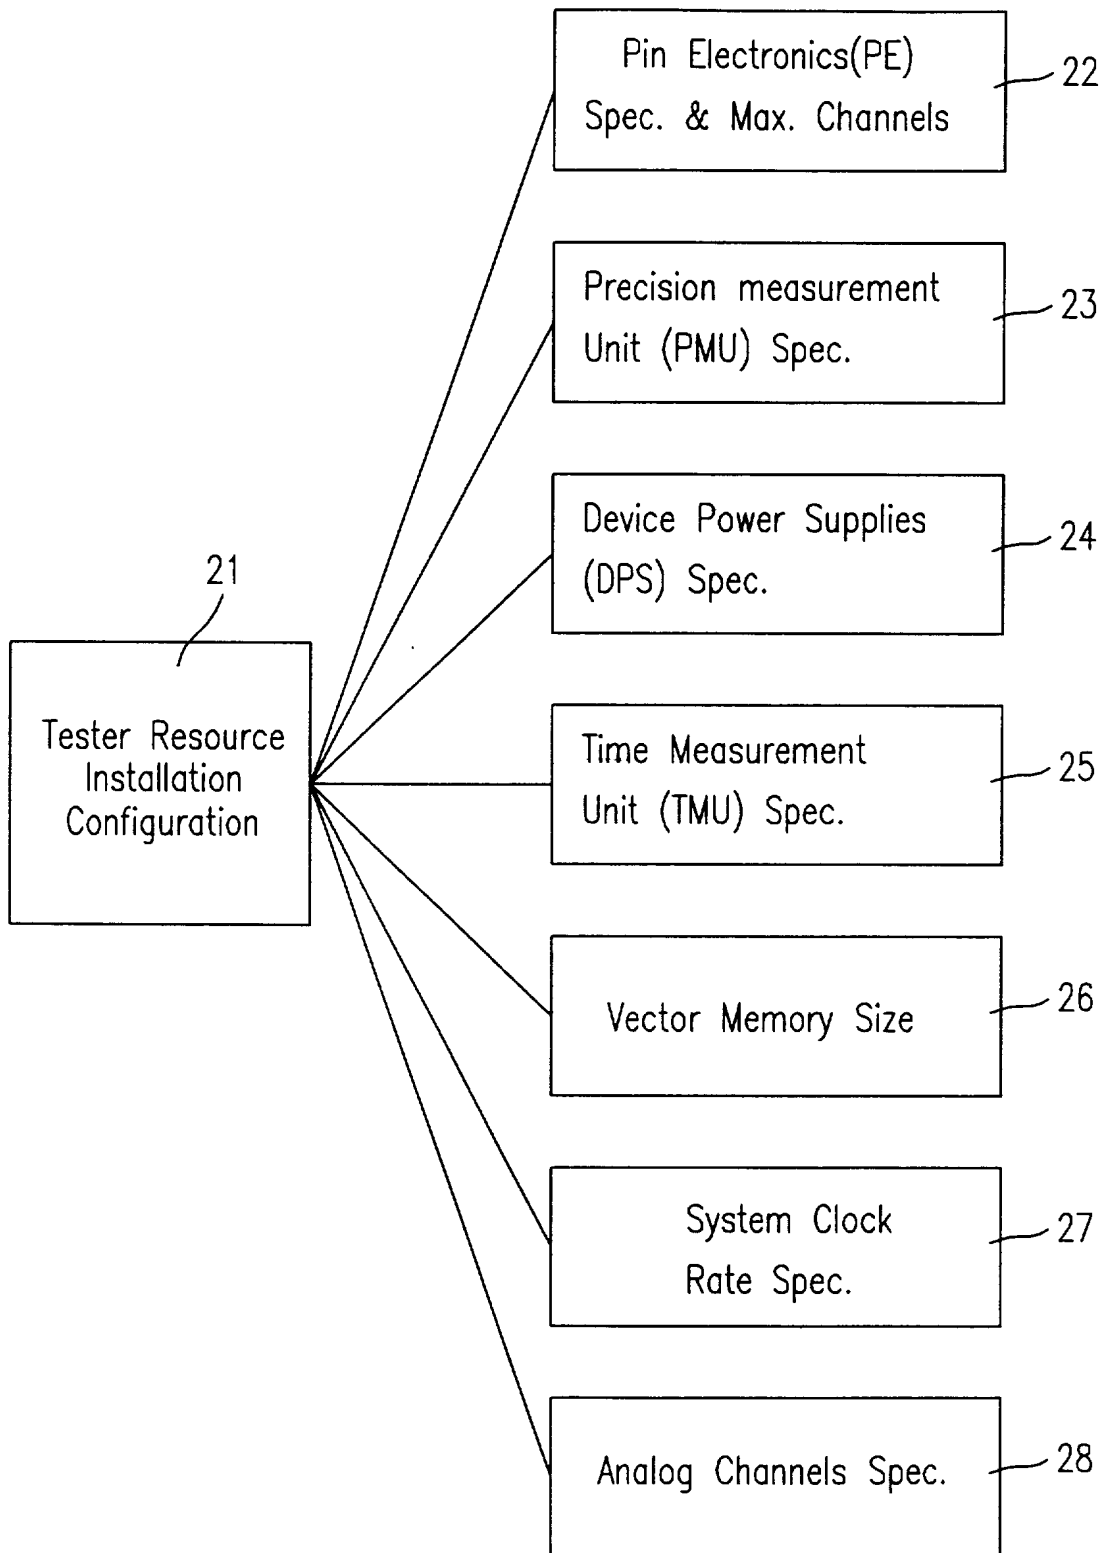 Pin Electronics(PE)
Spec. & Max. Channels
22
Precision measurement
Unit (PMU) Spec.
23
Device Power Supplies
(DPS) Spec.
24
21
Tester Resource
Installation
Configuration
Time Measurement
Unit (TMU) Spec.
25
Vector Memory Size
26
System Clock
Rate Spec.
27
Analog Channels Spec.
28